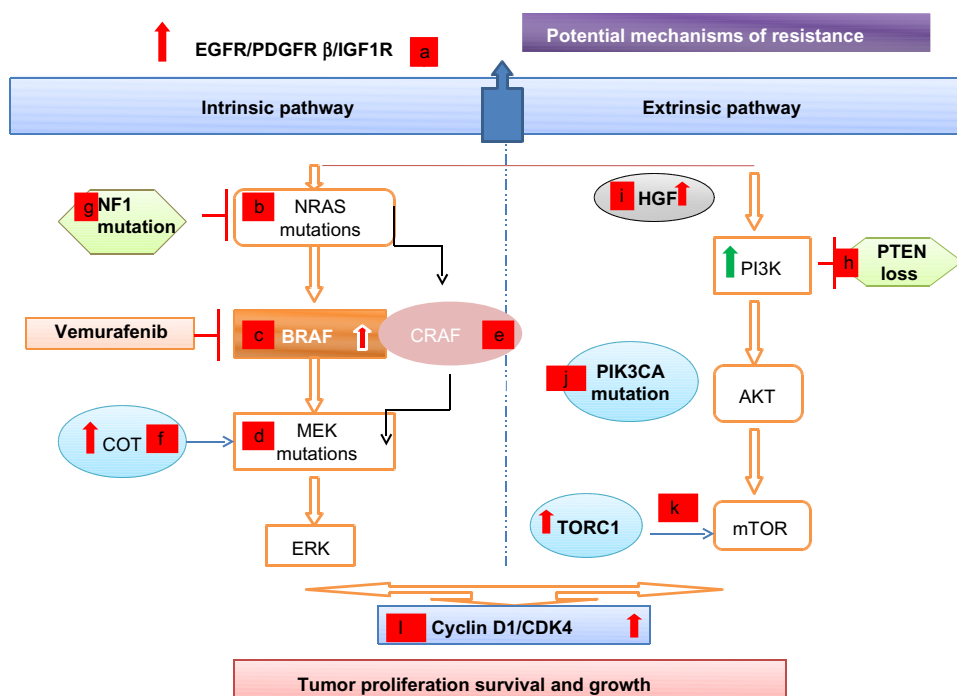 Potential mechanisms of resistance
EGFR/PDGFR β/IGF1R a
Intrinsic pathway
Extrinsic pathway
g NF1
mutation
b NRAS
mutations
i HGF
PI3K
h PTEN
loss
Vemurafenib
c BRAF
CRAF e
j PIK3CA
mutation
AKT
COT f
d MEK
mutations
k
TORC1
mTOR
ERK
l Cyclin D1/CDK4
Tumor proliferation survival and growth